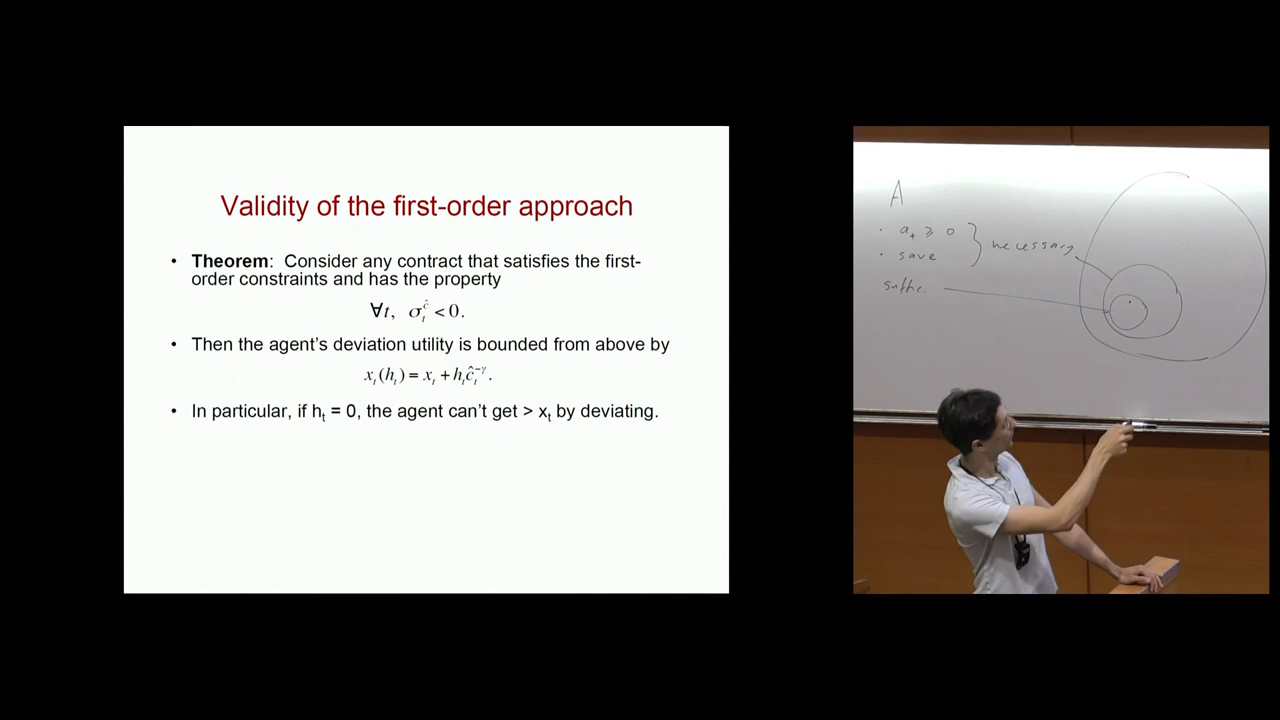 Validity of the first-order approach
• Theorem: Consider any contract that satisfies the first-
order constraints and has the property
∀t, σ_t^ĉ < 0.
• Then the agent's deviation utility is bounded from above by
x_t(h_t) = x_t + h_t ĉ_t^{-γ}.
• In particular, if h_t = 0, the agent can't get > x_t by deviating.
A
· a_t ⩾ 0 } necessary
· save
suffic.